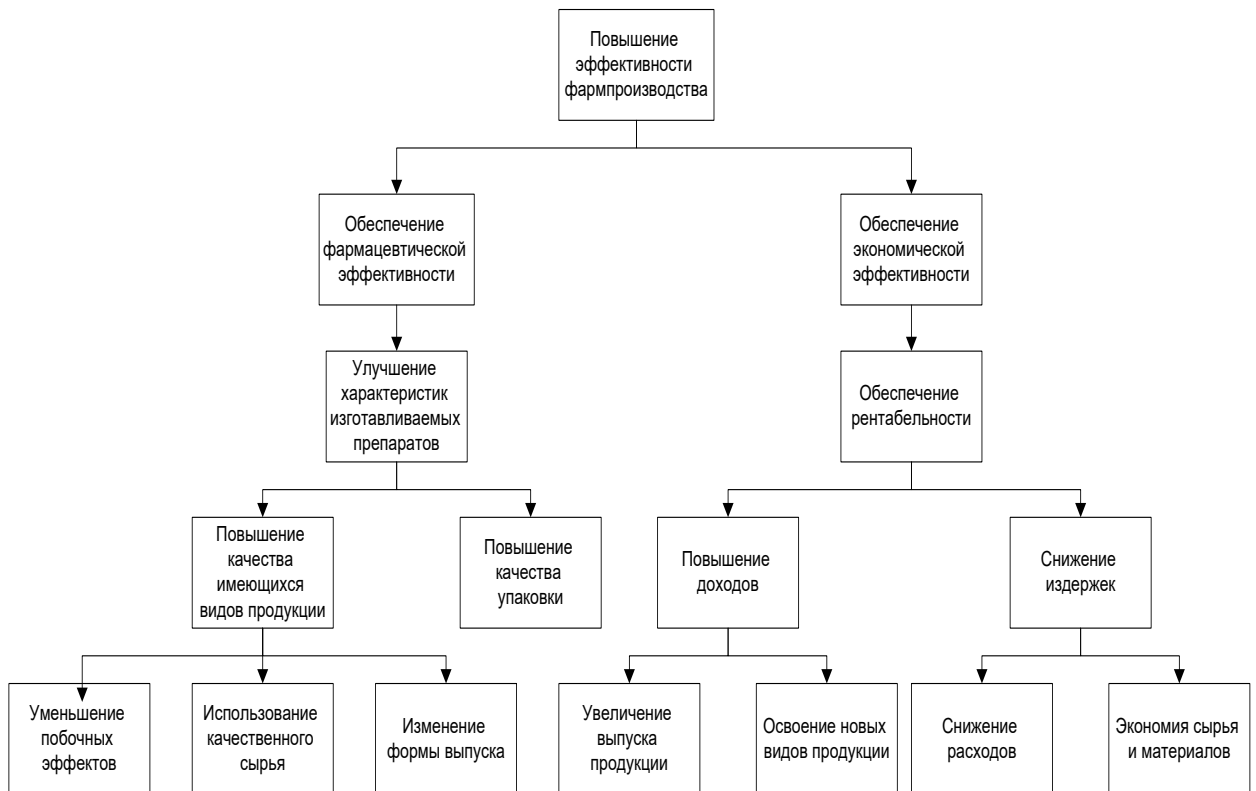 Повышение
эффективности
фармпроизводства
Обеспечение
фармацевтической
эффективности
Обеспечение
экономической
эффективности
Улучшение
характеристик
изготавливаемых
препаратов
Обеспечение
рентабельности
Повышение
качества
имеющихся
видов продукции
Повышение
качества
упаковки
Повышение
доходов
Снижение
издержек
Уменьшение
побочных
эффектов
Использование
качественного
сырья
Изменение
формы выпуска
Увеличение
выпуска
продукции
Освоение новых
видов продукции
Снижение
расходов
Экономия сырья
и материалов